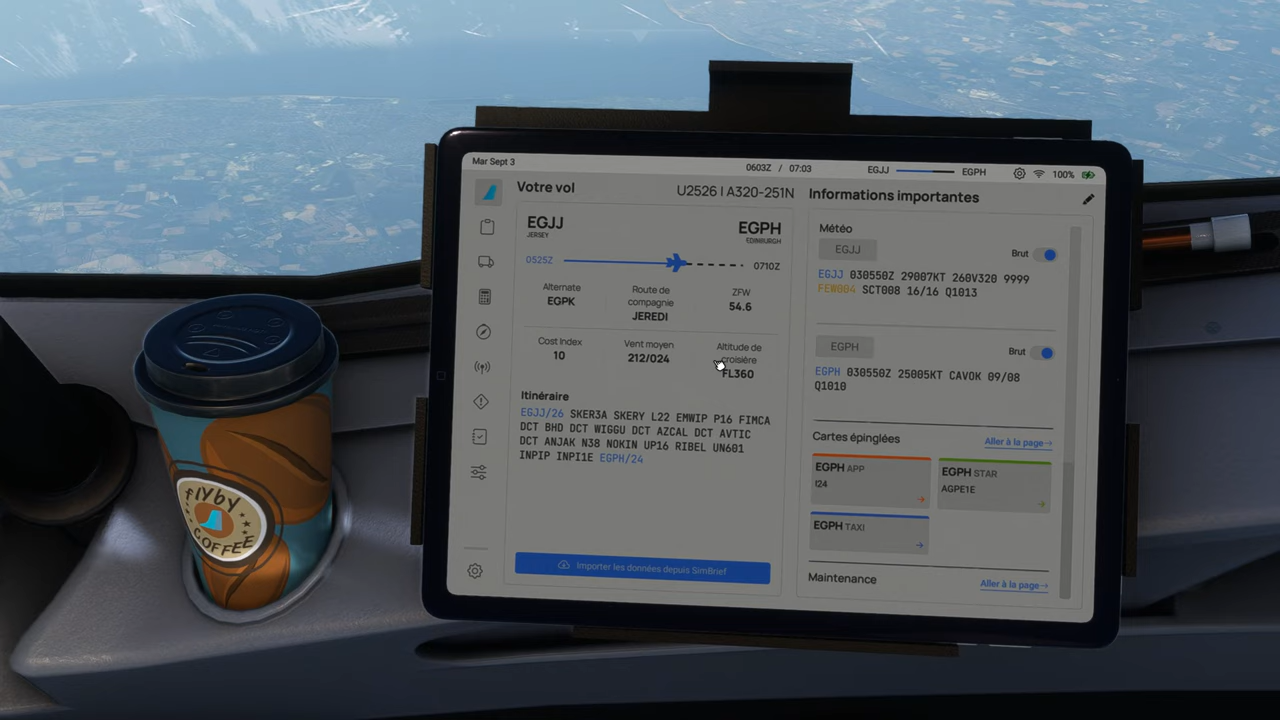 Mar Sept 3
0603Z / 07:03
EGJJ
EGPH
100%
Votre vol
U2526 | A320-251N
EGJJ
JERSEY
EGPH
EDINBURGH
0525Z
0710Z
Alternate
EGPK
Route de
compagnie
JEREDI
ZFW
54.6
Cost Index
10
Vent moyen
212/024
Altitude de
croisière
FL360
Itinéraire
EGJJ/26 SKER3A SKERY L22 EMWIP P16 FIMCA
DCT BHD DCT WIGGU DCT AZCAL DCT AVTIC
DCT ANJAK N38 NOKIN UP16 RIBEL UN601
INPIP INPI1E EGPH/24
Importer les données depuis SimBrief
Informations importantes
Météo
EGJJ
Brut
EGJJ 030550Z 29007KT 260V320 9999
FEW004 SCT008 16/16 Q1013
EGPH
Brut
EGPH 030550Z 25005KT CAVOK 09/08
Q1010
Cartes épinglées
Aller à la page
EGPH APP
I24
EGPH STAR
AGPE1E
EGPH TAXI
Maintenance
Aller à la page
flyby
COFFEE